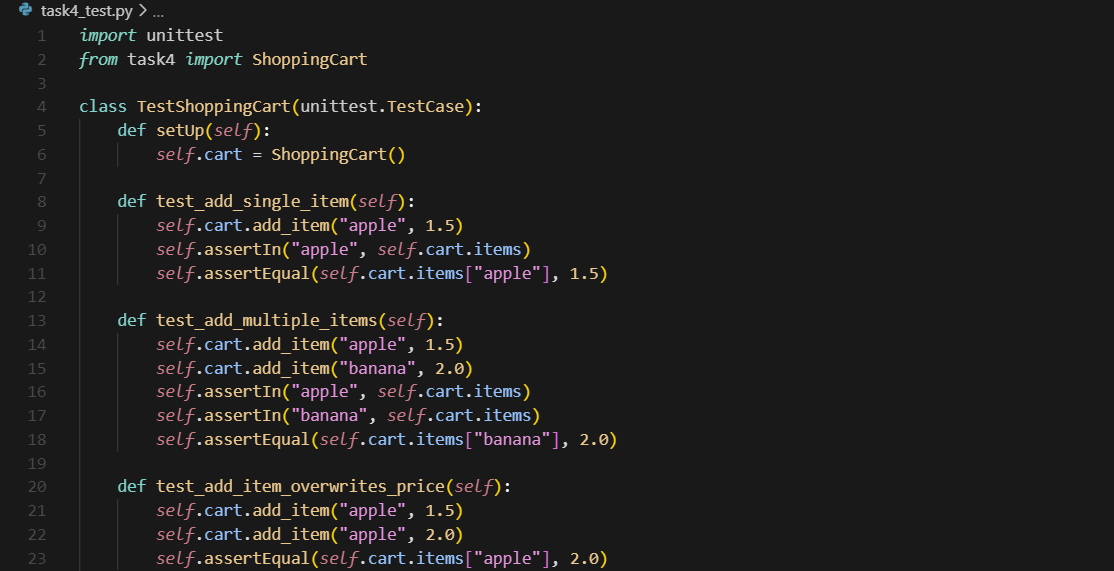 task4_test.py > ...
1 import unittest
2 from task4 import ShoppingCart
3
4 class TestShoppingCart(unittest.TestCase):
5     def setUp(self):
6         self.cart = ShoppingCart()
7
8     def test_add_single_item(self):
9         self.cart.add_item("apple", 1.5)
10         self.assertIn("apple", self.cart.items)
11         self.assertEqual(self.cart.items["apple"], 1.5)
12
13     def test_add_multiple_items(self):
14         self.cart.add_item("apple", 1.5)
15         self.cart.add_item("banana", 2.0)
16         self.assertIn("apple", self.cart.items)
17         self.assertIn("banana", self.cart.items)
18         self.assertEqual(self.cart.items["banana"], 2.0)
19
20     def test_add_item_overwrites_price(self):
21         self.cart.add_item("apple", 1.5)
22         self.cart.add_item("apple", 2.0)
23         self.assertEqual(self.cart.items["apple"], 2.0)